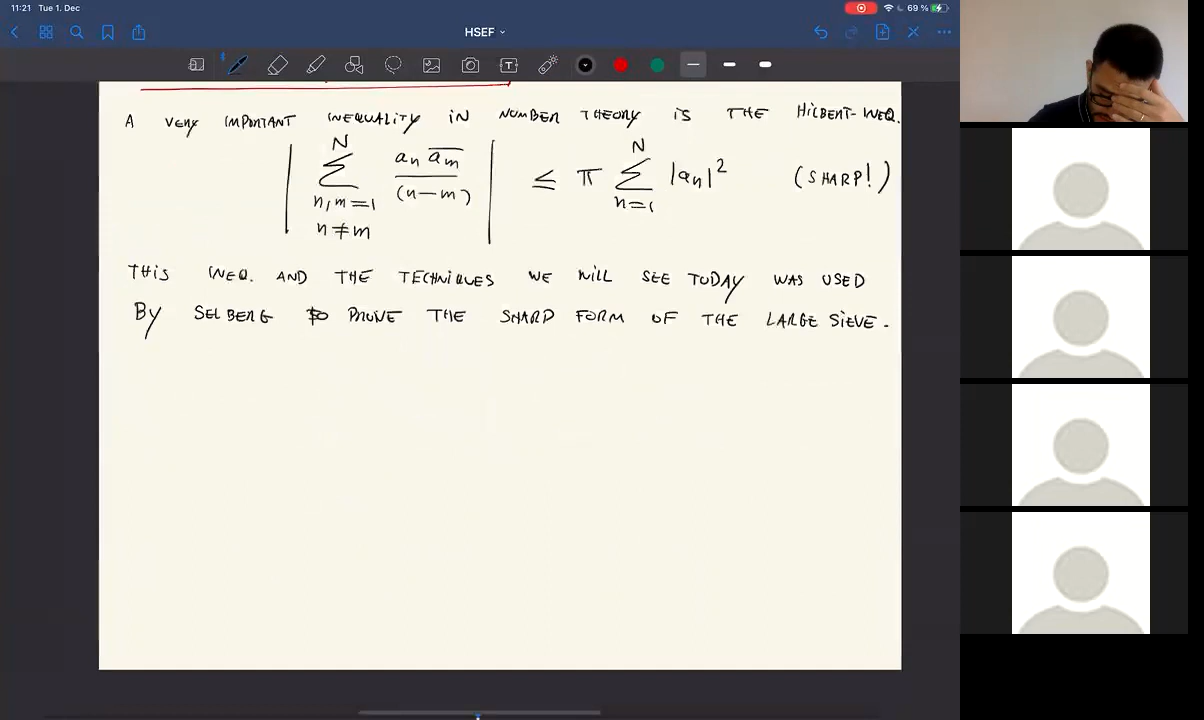 11:21 Tue 1. Dec
69 %
HSEF
A VERY IMPORTANT INEQUALITY IN NUMBER THEORY IS THE HILBERT-INEQ.
| ∑_{n,m=1, n≠m}^{N} a_n \overline{a_m} / (n-m) | ≤ π ∑_{n=1}^{N} |a_n|^2 (SHARP!)
THIS INEQ. AND THE TECHNIQUES WE WILL SEE TODAY WAS USED
BY SELBERG TO PROVE THE SHARP FORM OF THE LARGE SIEVE.